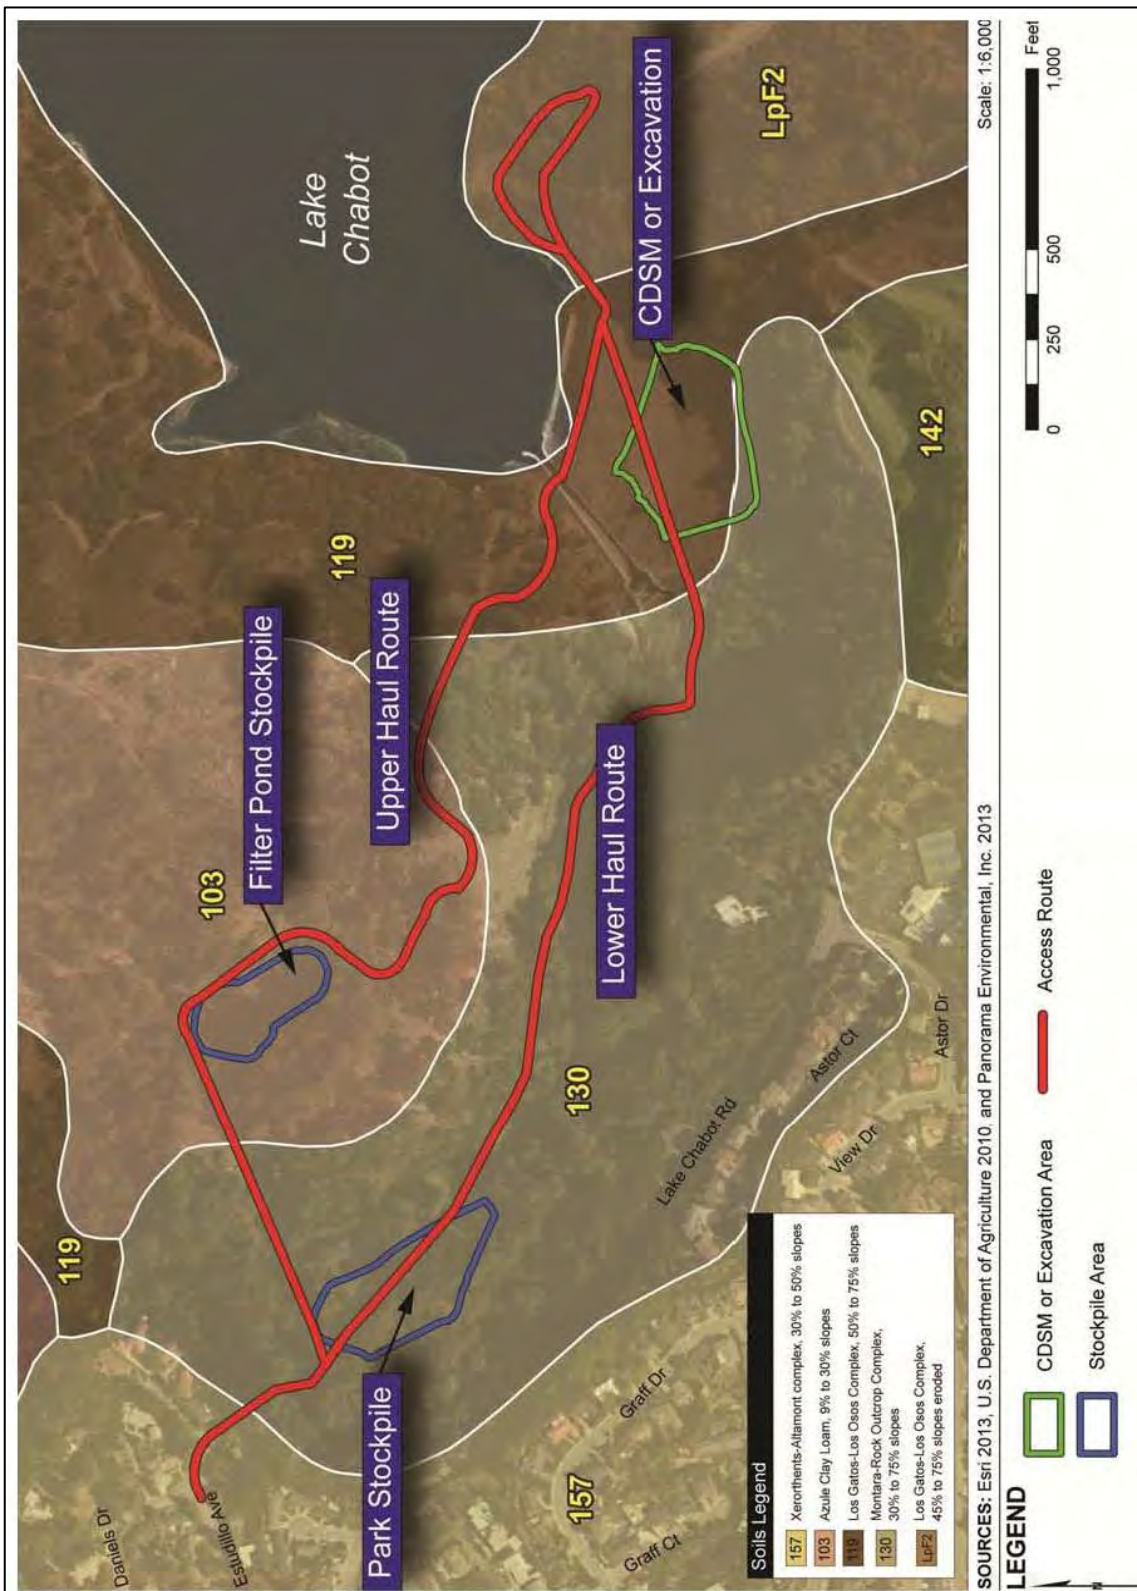 Daniels Dr
Estudillo Ave
Park Stockpile
119
103
Filter Pond Stockpile
119
Upper Haul Route
Lake
Chabot
LpF2
CDSM or Excavation
Lower Haul Route
130
142
157
Graff Dr
Graff Ct
Lake Chabot Rd
Astor Ct
View Dr
Astor Dr
Soils Legend
157 Xerorthents-Altamont complex, 30% to 50% slopes
103 Azule Clay Loam, 9% to 30% slopes
119 Los Gatos-Los Osos Complex, 50% to 75% slopes
130 Montara-Rock Outcrop Complex,
30% to 75% slopes
LpF2 Los Gatos-Los Osos Complex,
45% to 75% slopes eroded
SOURCES: Esri 2013, U.S. Department of Agriculture 2010, and Panorama Environmental, Inc. 2013
Scale: 1:6,000
LEGEND
CDSM or Excavation Area
Access Route
Stockpile Area
0 250 500 1,000
Feet
N